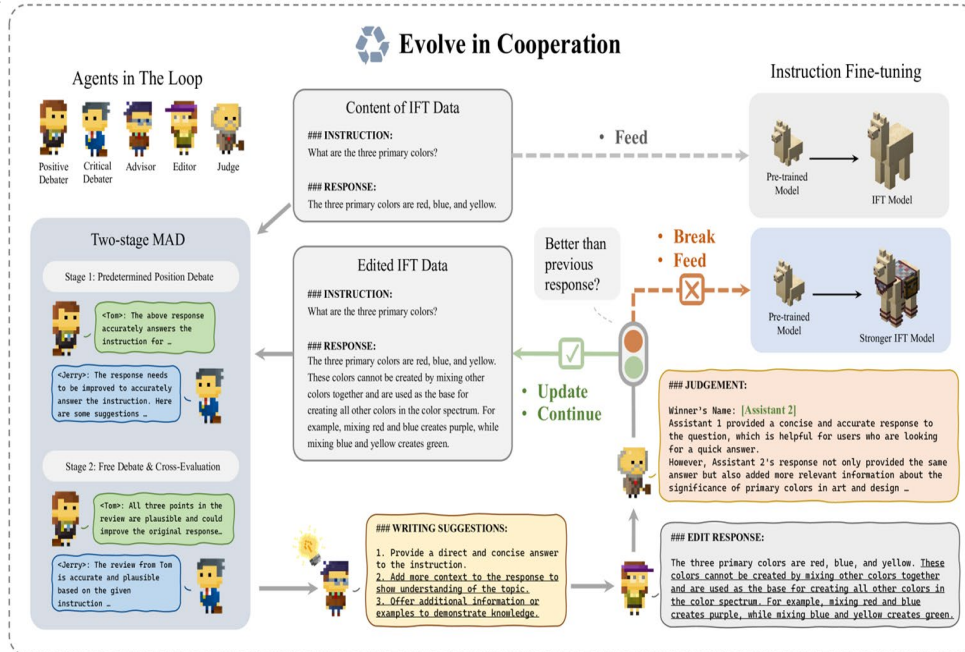 Evolve in Cooperation
Agents in The Loop
Positive
Debater
Critical
Debater
Advisor
Editor
Judge
Content of IFT Data
### INSTRUCTION:
What are the three primary colors?
### RESPONSE:
The three primary colors are red, blue, and yellow.
• Feed
Instruction Fine-tuning
Pre-trained
Model
IFT Model
Two-stage MAD
Stage 1: Predetermined Position Debate
<Tom>: The above response
accurately answers the
instruction for …
<Jerry>: The response needs
to be improved to accurately
answer the instruction. Here
are some suggestions …
Stage 2: Free Debate & Cross-Evaluation
<Tom>: All three points in the
review are plausible and could
improve the original response…
<Jerry>: The review from Tom
is accurate and plausible
based on the given
instruction …
Edited IFT Data
### INSTRUCTION:
What are the three primary colors?
### RESPONSE:
The three primary colors are red, blue, and yellow.
These colors cannot be created by mixing other
colors together and are used as the base for
creating all other colors in the color spectrum. For
example, mixing red and blue creates purple, while
mixing blue and yellow creates green.
Better than
previous
response?
• Break
• Feed
Pre-trained
Model
Stronger IFT Model
• Update
• Continue
### JUDGEMENT:
Winner's Name: [Assistant 2]
Assistant 1 provided a concise and accurate response to
the question, which is helpful for users who are looking
for a quick answer.
However, Assistant 2's response not only provided the same
answer but also added more relevant information about the
significance of primary colors in art and design …
### WRITING SUGGESTIONS:
1. Provide a direct and concise answer
to the instruction.
2. Add more context to the response to
show understanding of the topic.
3. Offer additional information or
examples to demonstrate knowledge.
### EDIT RESPONSE:
The three primary colors are red, blue, and yellow. These
colors cannot be created by mixing other colors together
and are used as the base for creating all other colors in
the color spectrum. For example, mixing red and blue
creates purple, while mixing blue and yellow creates green.